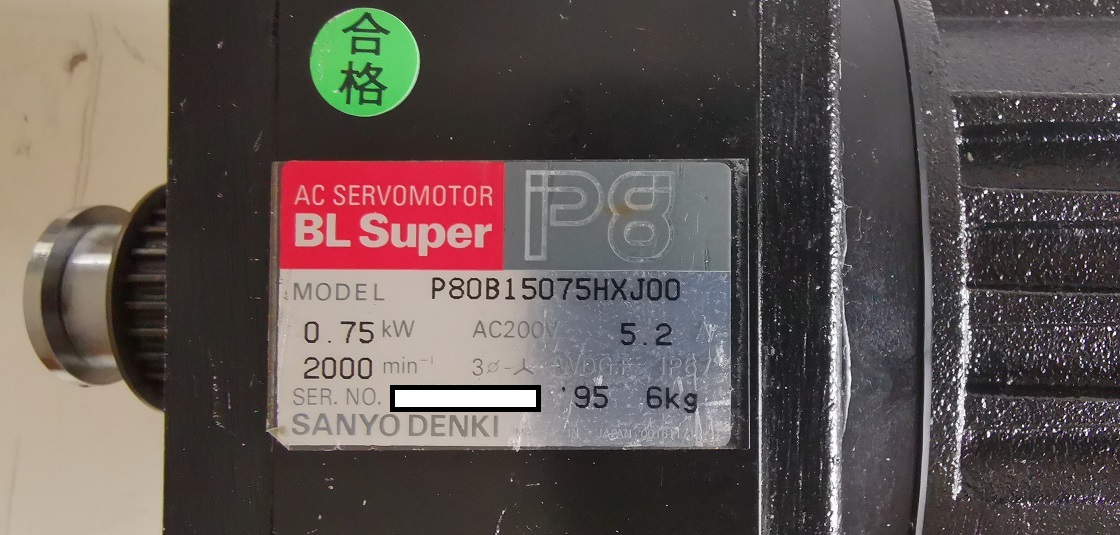 合
格
AC SERVOMOTOR
BL Super
P8
MODEL P80B15075HXJ00
0.75 kW AC200V 5.2 A
2000 min⁻¹ 3ø-⅄
SER. NO. '95 6kg
SANYO DENKI